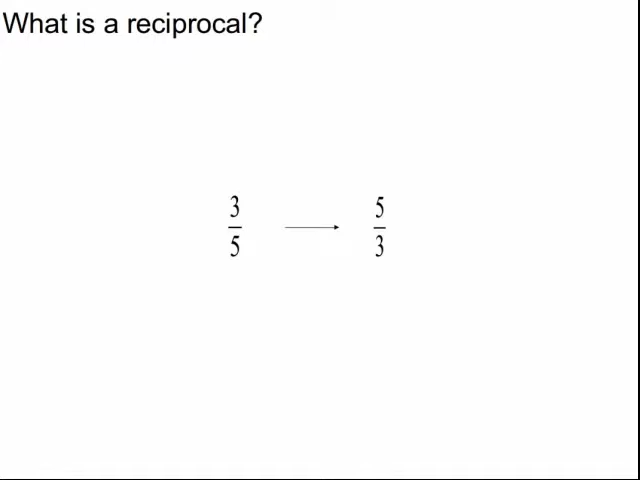 What is a reciprocal?
3/5 → 5/3